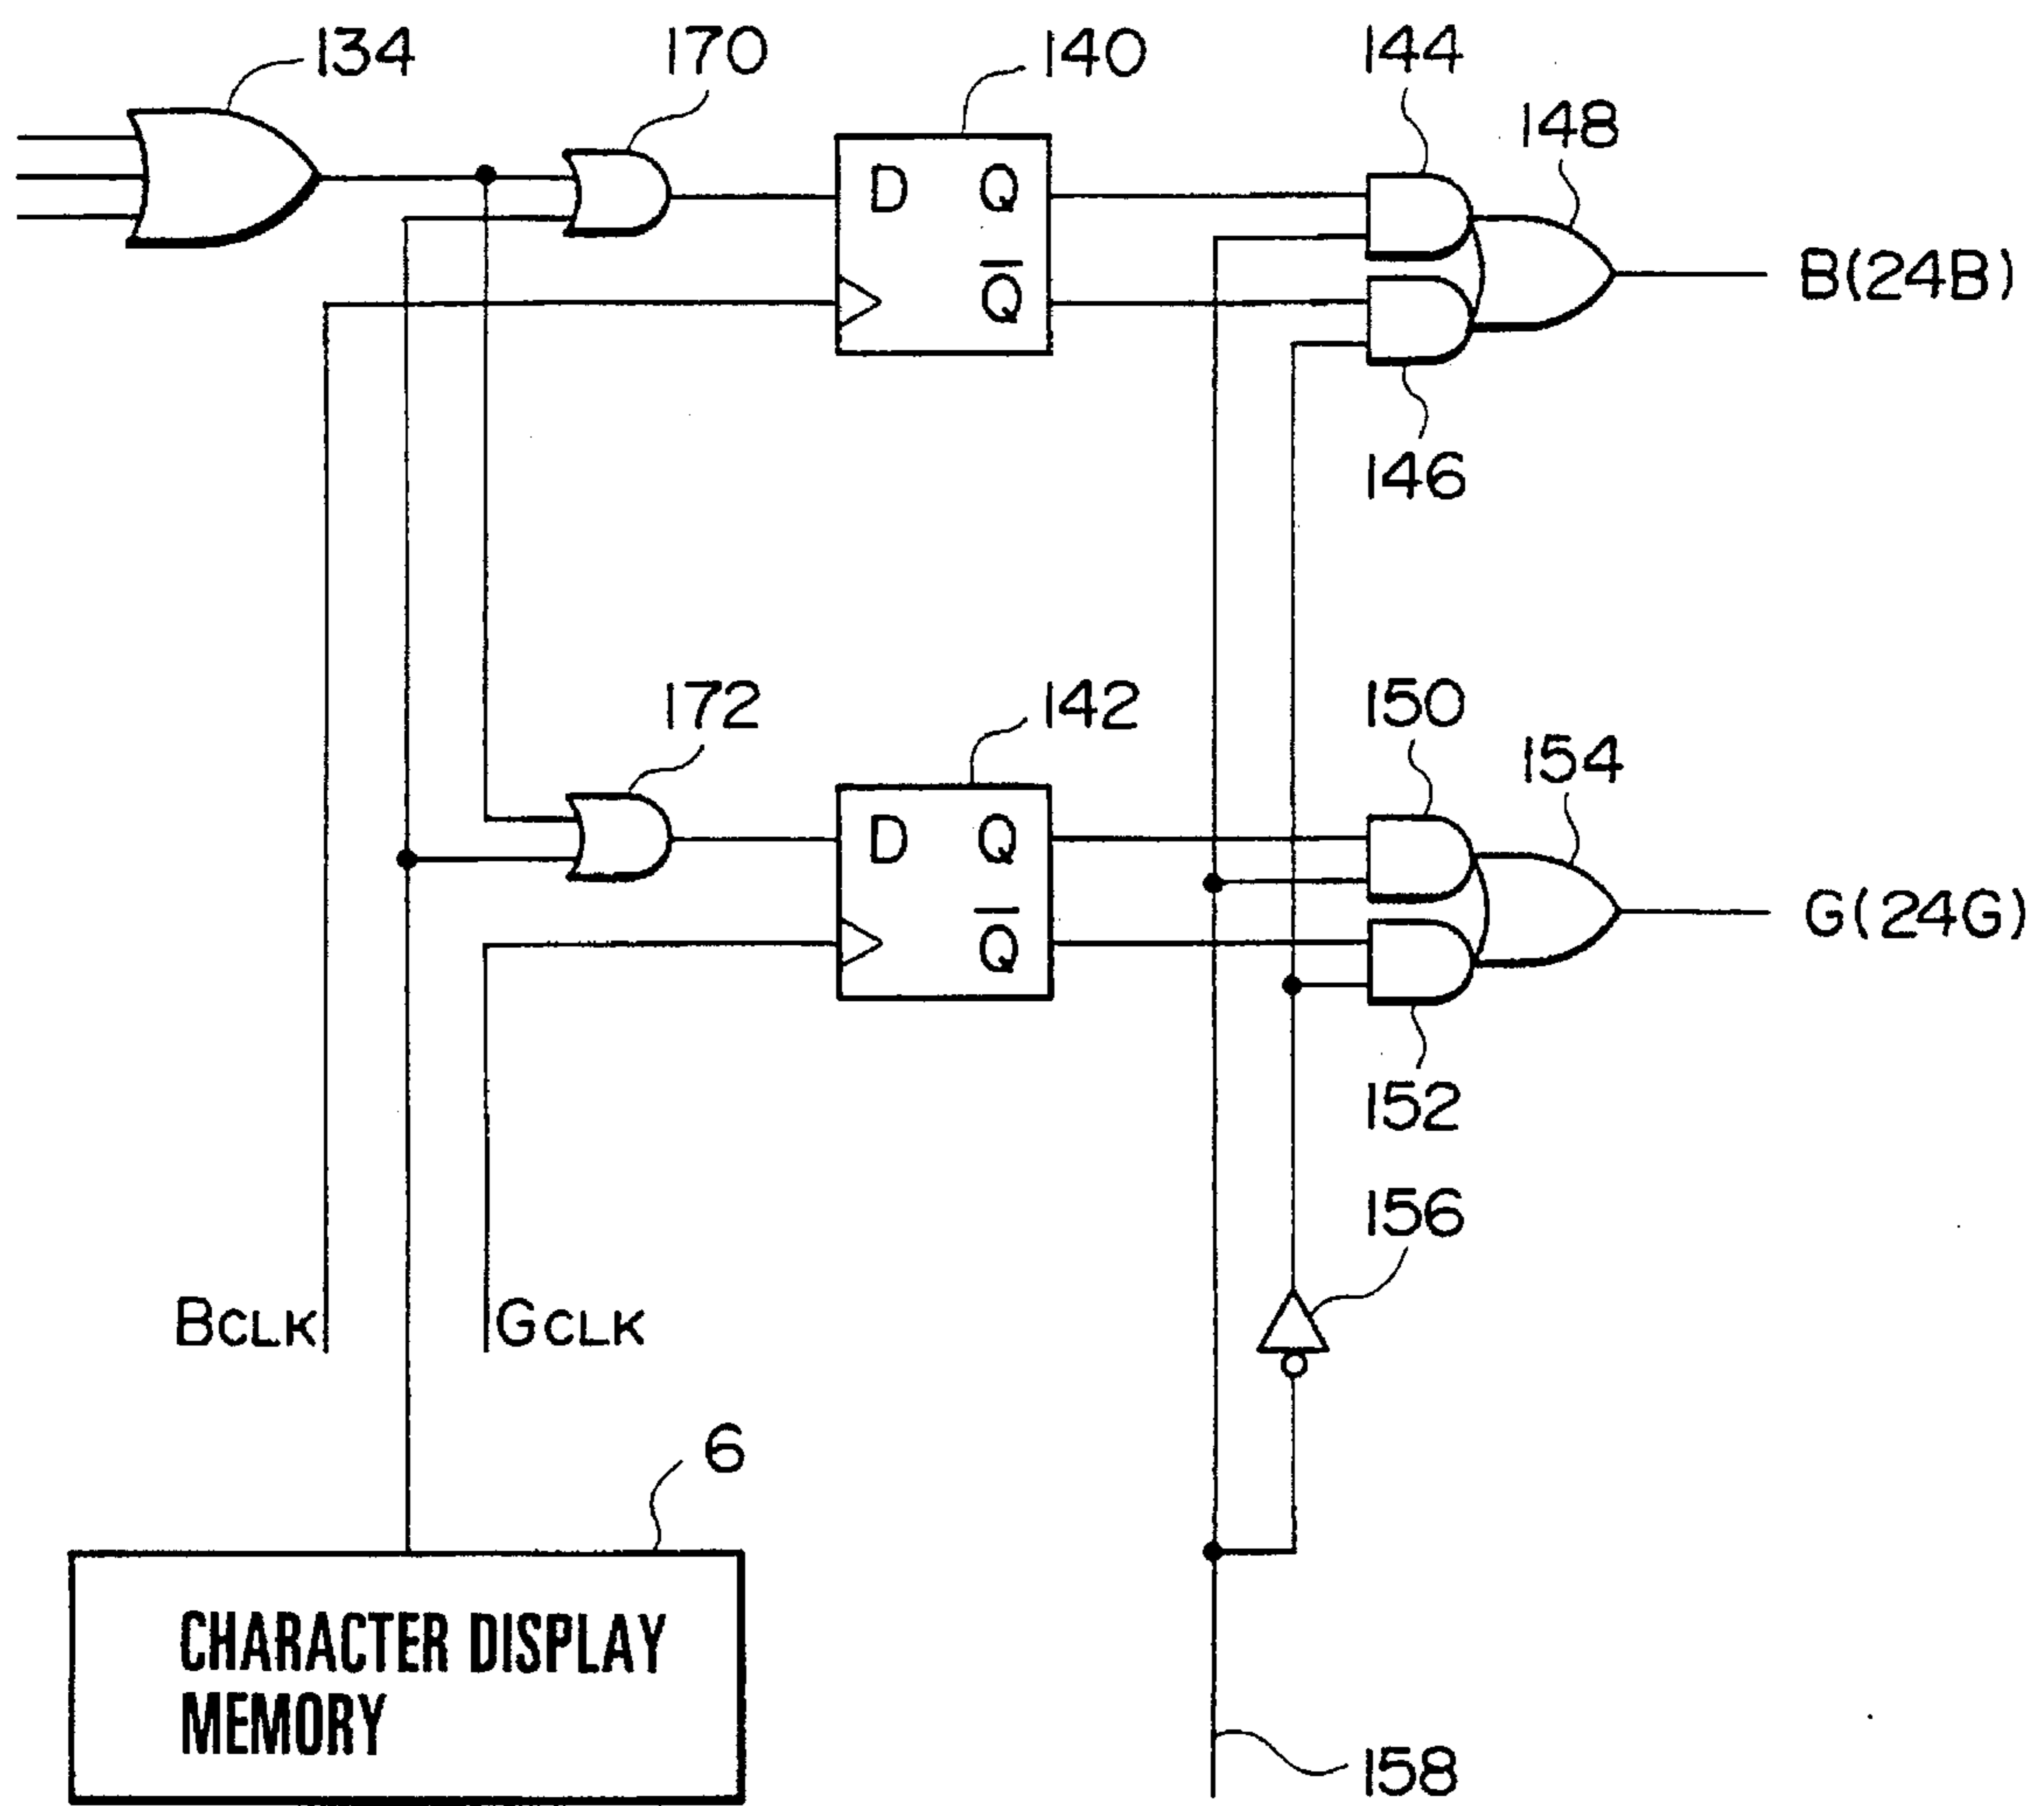 134
170
140
144
148
D Q
Q̅
B(24B)
146
172
142
150
154
D Q
Q̅
G(24G)
152
156
BCLK
GCLK
6
CHARACTER DISPLAY
MEMORY
158